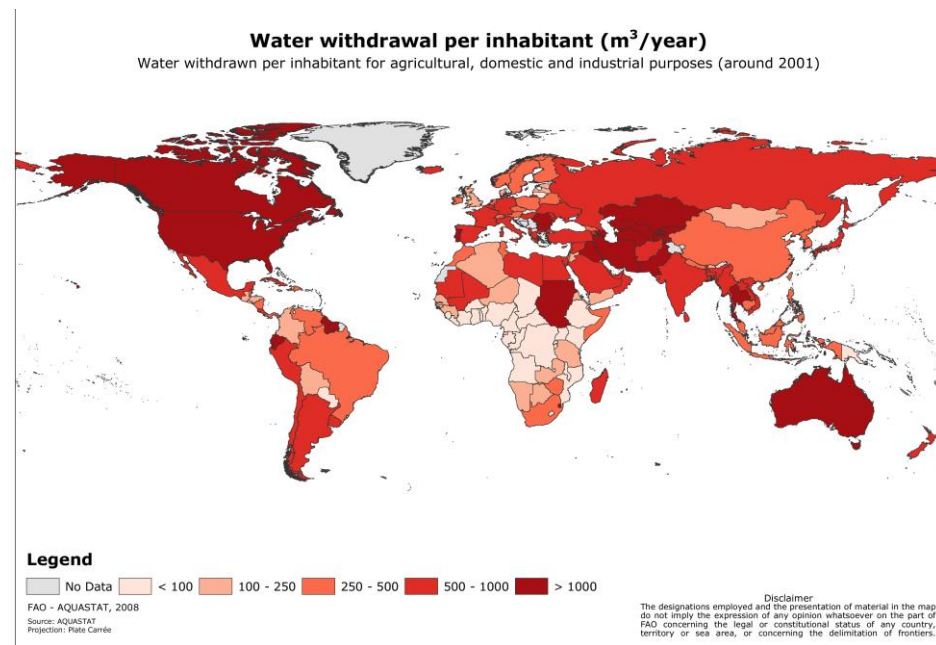 Water withdrawal per inhabitant (m³/year)
Water withdrawn per inhabitant for agricultural, domestic and industrial purposes (around 2001)
Legend
No Data < 100 100 - 250 250 - 500 500 - 1000 > 1000
FAO - AQUASTAT, 2008
Source: AQUASTAT
Projection: Plate Carrée
Disclaimer
The designations employed and the presentation of material in the map
do not imply the expression of any opinion whatsoever on the part of
FAO concerning the legal or constitutional status of any country,
territory or sea area, or concerning the delimitation of frontiers.